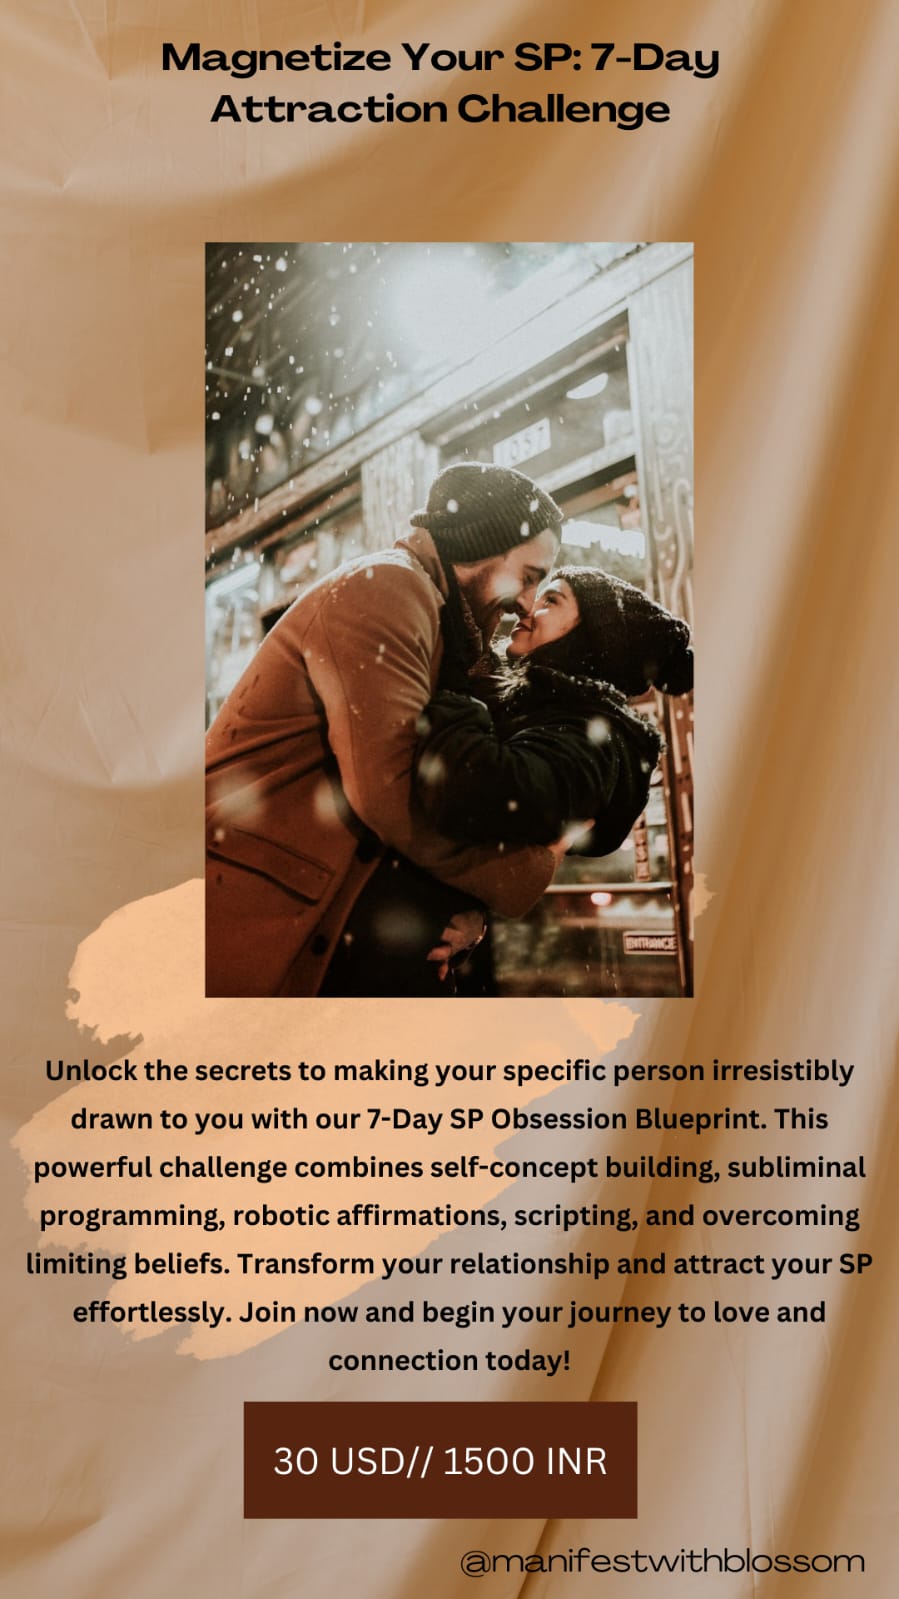 Magnetize Your SP: 7-Day
Attraction Challenge
1657
ENTRANCE
Unlock the secrets to making your specific person irresistibly
drawn to you with our 7-Day SP Obsession Blueprint. This
powerful challenge combines self-concept building, subliminal
programming, robotic affirmations, scripting, and overcoming
limiting beliefs. Transform your relationship and attract your SP
effortlessly. Join now and begin your journey to love and
connection today!
30 USD// 1500 INR
@manifestwithblossom